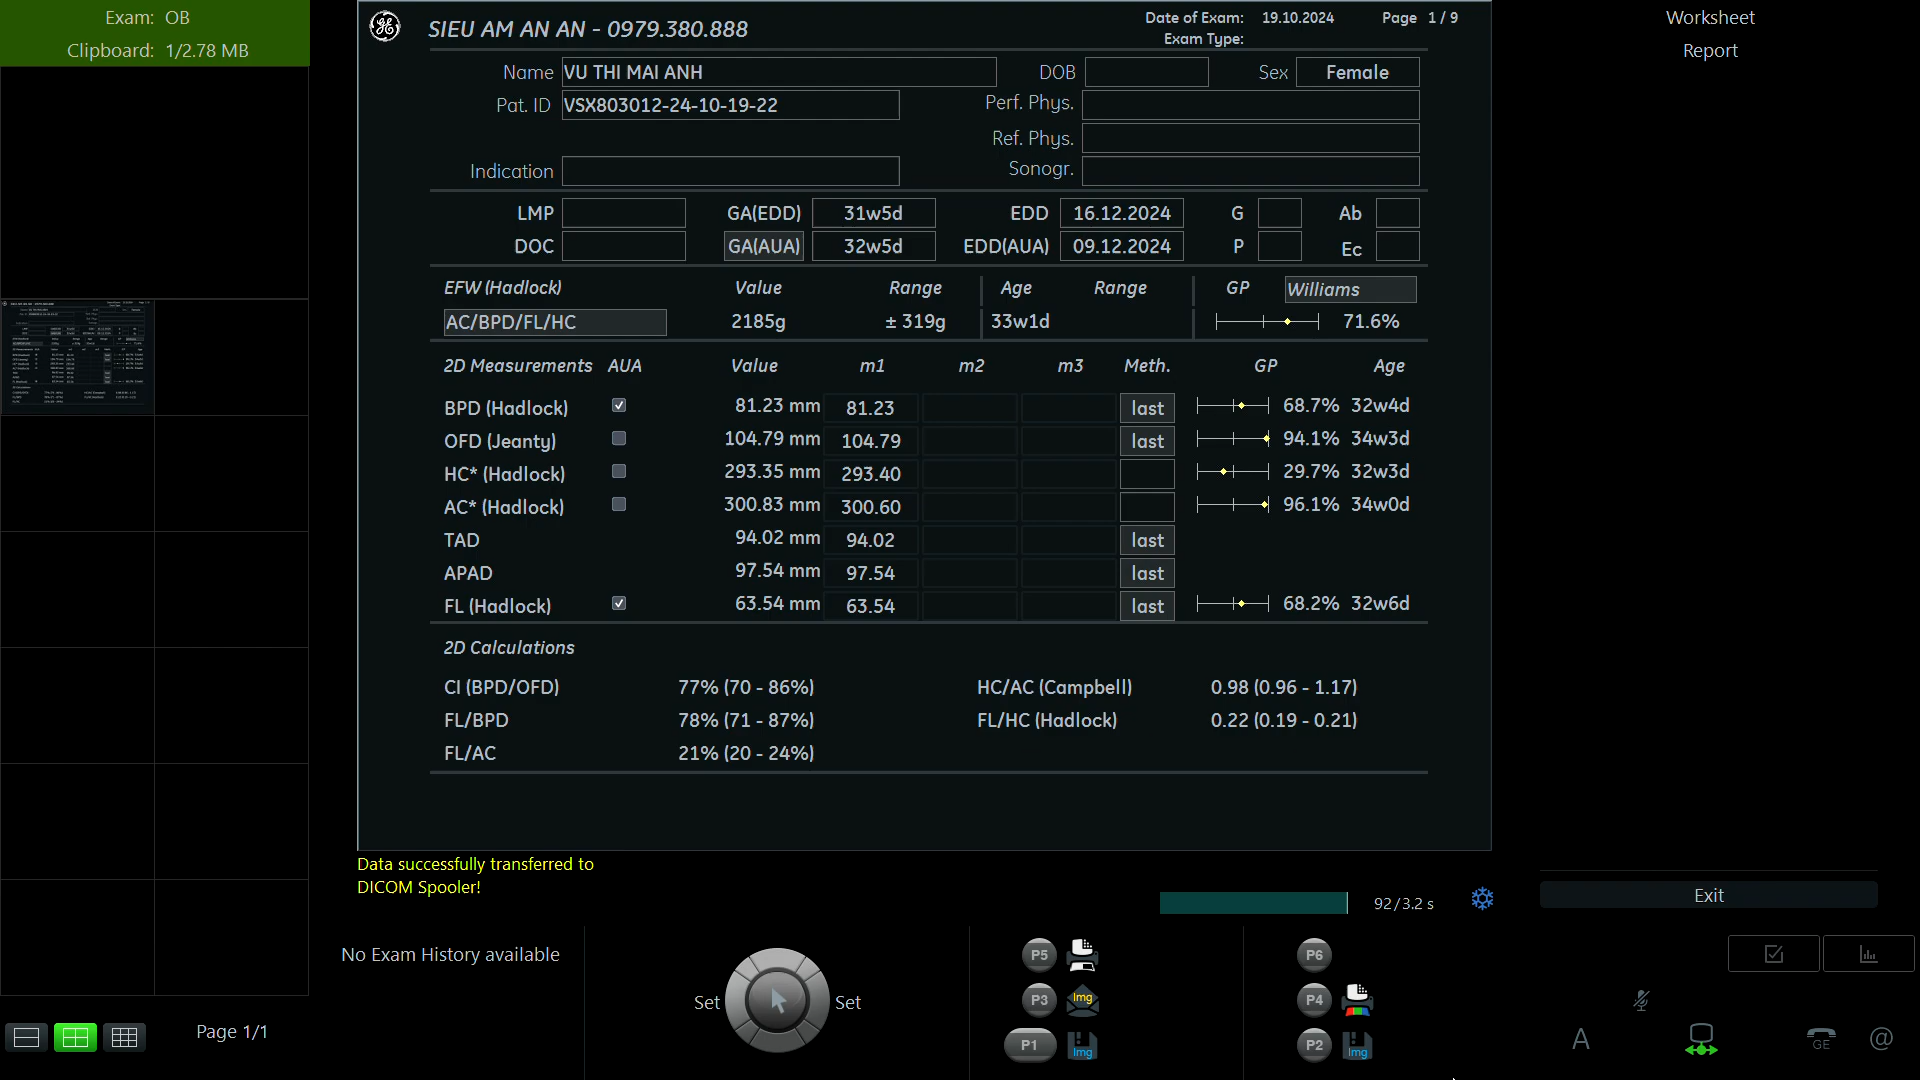 Exam: OB
Clipboard: 1/2.78 MB
SIEU AM AN AN - 0979.380.888
Date of Exam: 19.10.2024 Page 1 / 9
Exam Type:
Worksheet
Report
Name VU THI MAI ANH DOB Sex Female
Pat. ID VSX803012-24-10-19-22 Perf. Phys.
Ref. Phys.
Indication Sonogr.
LMP GA(EDD) 31w5d EDD 16.12.2024 G Ab
DOC GA(AUA) 32w5d EDD(AUA) 09.12.2024 P Ec
EFW (Hadlock) Value Range Age Range GP Williams
AC/BPD/FL/HC 2185g ± 319g 33w1d 71.6%
2D Measurements AUA Value m1 m2 m3 Meth. GP Age
BPD (Hadlock) 81.23 mm 81.23 last 68.7% 32w4d
OFD (Jeanty) 104.79 mm 104.79 last 94.1% 34w3d
HC* (Hadlock) 293.35 mm 293.40 29.7% 32w3d
AC* (Hadlock) 300.83 mm 300.60 96.1% 34w0d
TAD 94.02 mm 94.02 last
APAD 97.54 mm 97.54 last
FL (Hadlock) 63.54 mm 63.54 last 68.2% 32w6d
2D Calculations
CI (BPD/OFD) 77% (70 - 86%) HC/AC (Campbell) 0.98 (0.96 - 1.17)
FL/BPD 78% (71 - 87%) FL/HC (Hadlock) 0.22 (0.19 - 0.21)
FL/AC 21% (20 - 24%)
Data successfully transferred to
DICOM Spooler!
92/3.2 s
Exit
No Exam History available
Set Set
P5 P6
P3 Img P4
P1 Img P2 Img
Page 1/1
A GE @